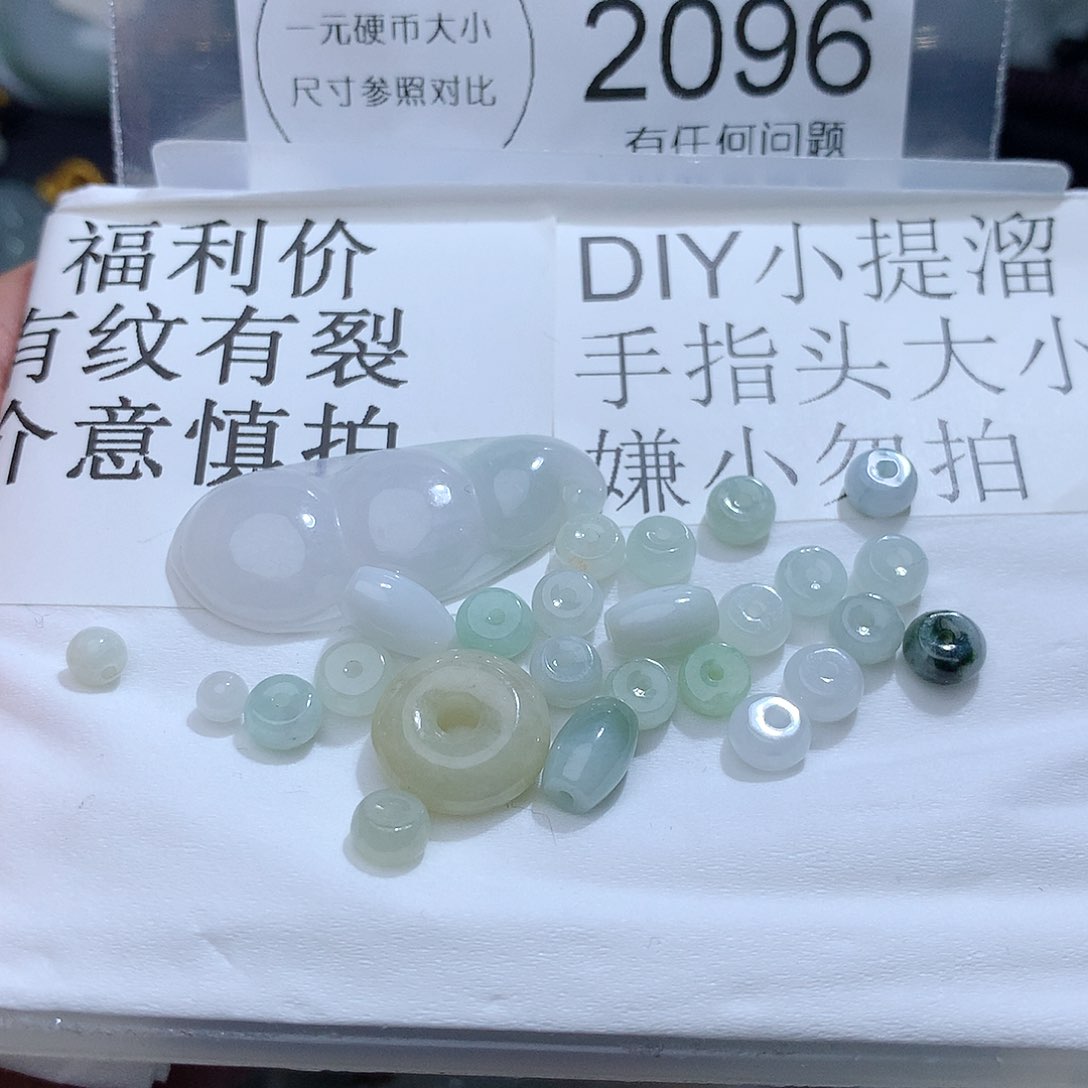 一元硬币大小
尺寸参照对比
2096
有任何问题
福利价
有纹有裂
介意慎拍
DIY小提溜
手指头大小
嫌小勿拍